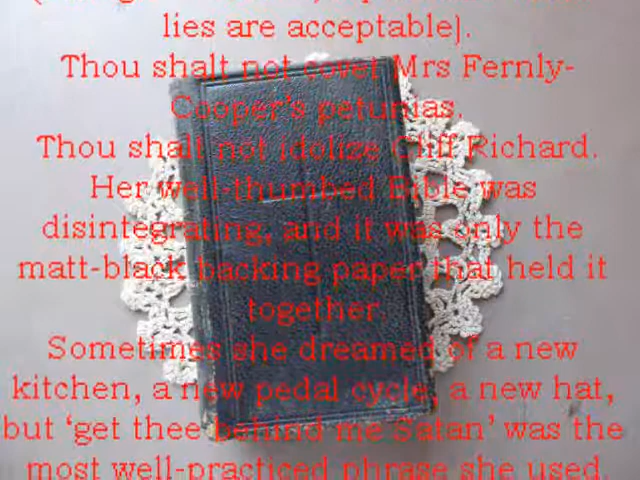 lies are acceptable).
Thou shalt not covet Mrs Fernly-
Cooper's petunias.
Thou shalt not idolize Cliff Richard.
Her well-thumbed Bible was
disintegrating, and it was only the
matt-black backing paper that held it
together.
Sometimes she dreamed of a new
kitchen, a new pedal cycle, a new hat,
but ‘get thee behind me Satan’ was the
most well-practiced phrase she used.